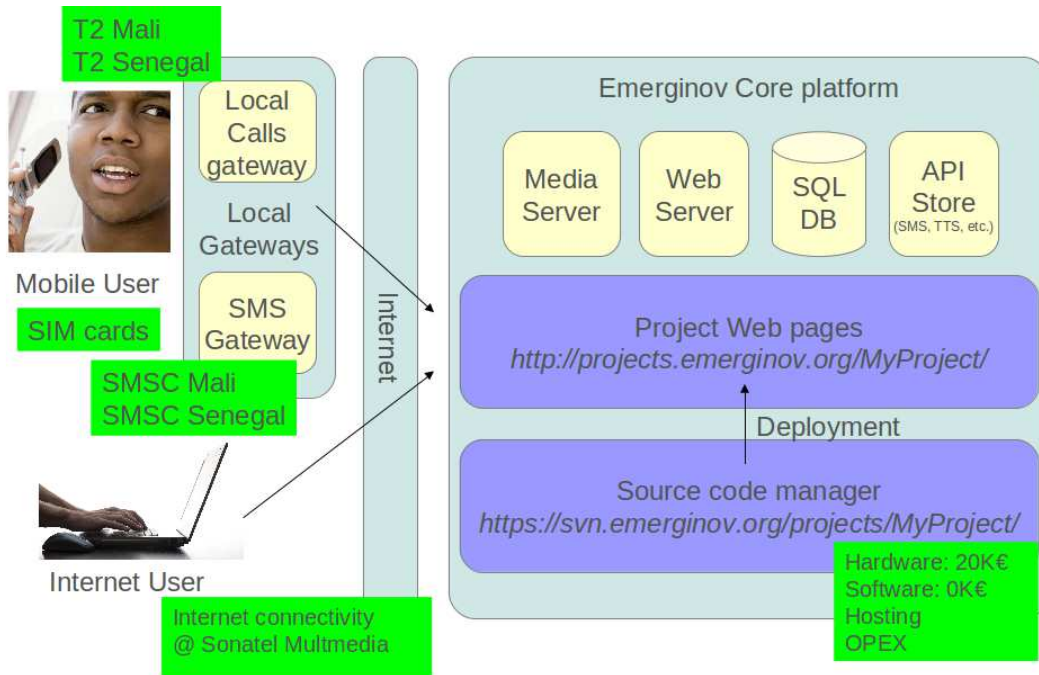 T2 Mali
T2 Senegal
Local
Calls
gateway
Local
Gateways
SMS
Gateway
Mobile User
SIM cards
SMSC Mali
SMSC Senegal
Internet User
Internet
Internet connectivity
@ Sonatel Multmedia
Emerginov Core platform
Media
Server
Web
Server
SQL
DB
API
Store
(SMS, TTS, etc.)
Project Web pages
http://projects.emerginov.org/MyProject/
Deployment
Source code manager
https://svn.emerginov.org/projects/MyProject/
Hardware: 20K€
Software: 0K€
Hosting
OPEX